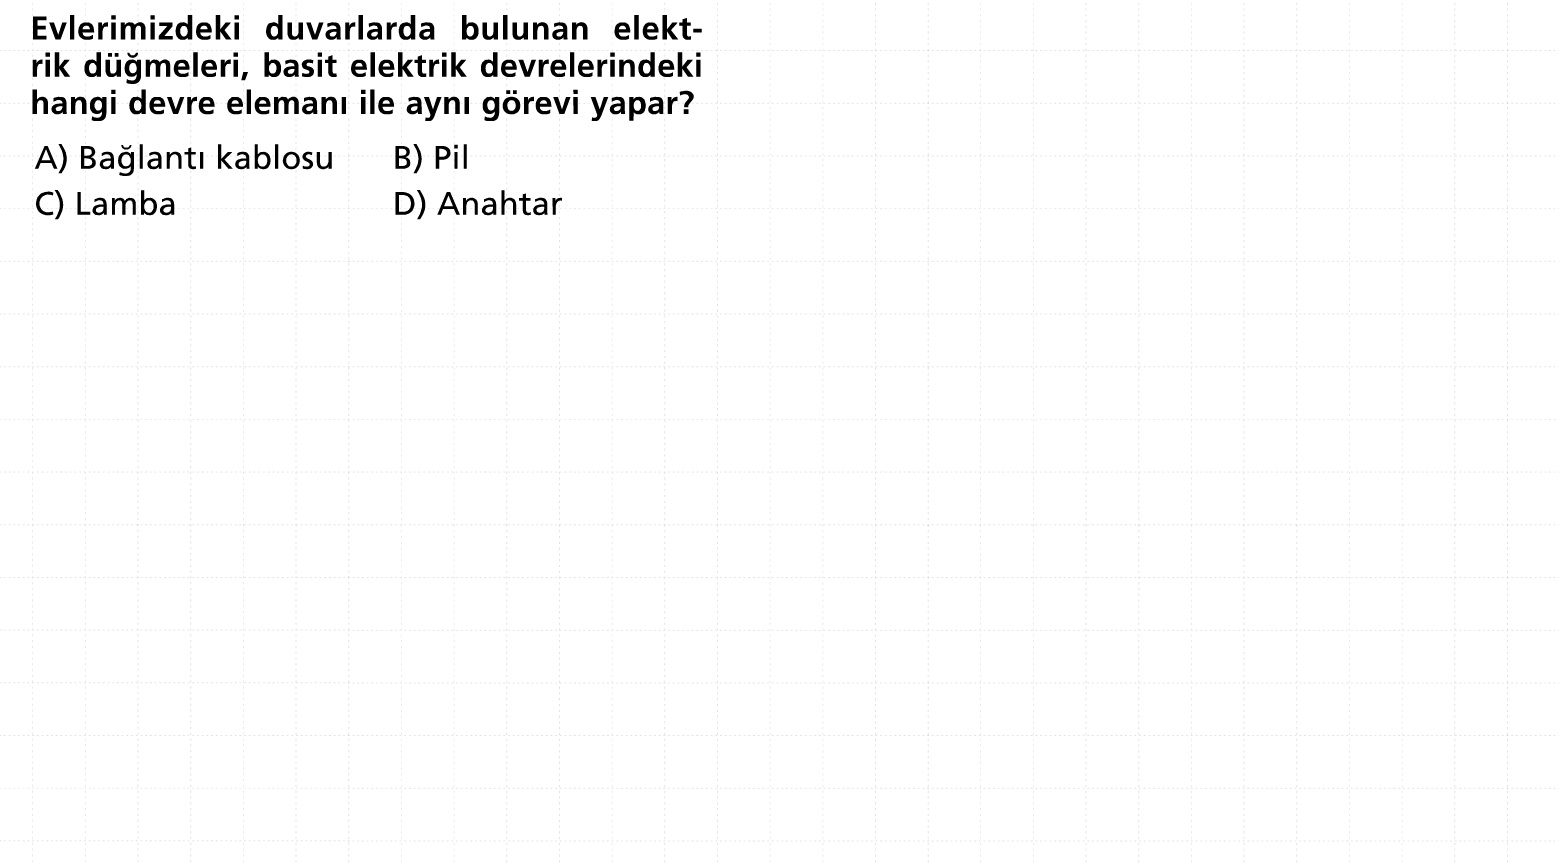 Evlerimizdeki duvarlarda bulunan elekt-
rik düğmeleri, basit elektrik devrelerindeki
hangi devre elemanı ile aynı görevi yapar?
A) Bağlantı kablosu B) Pil
C) Lamba D) Anahtar